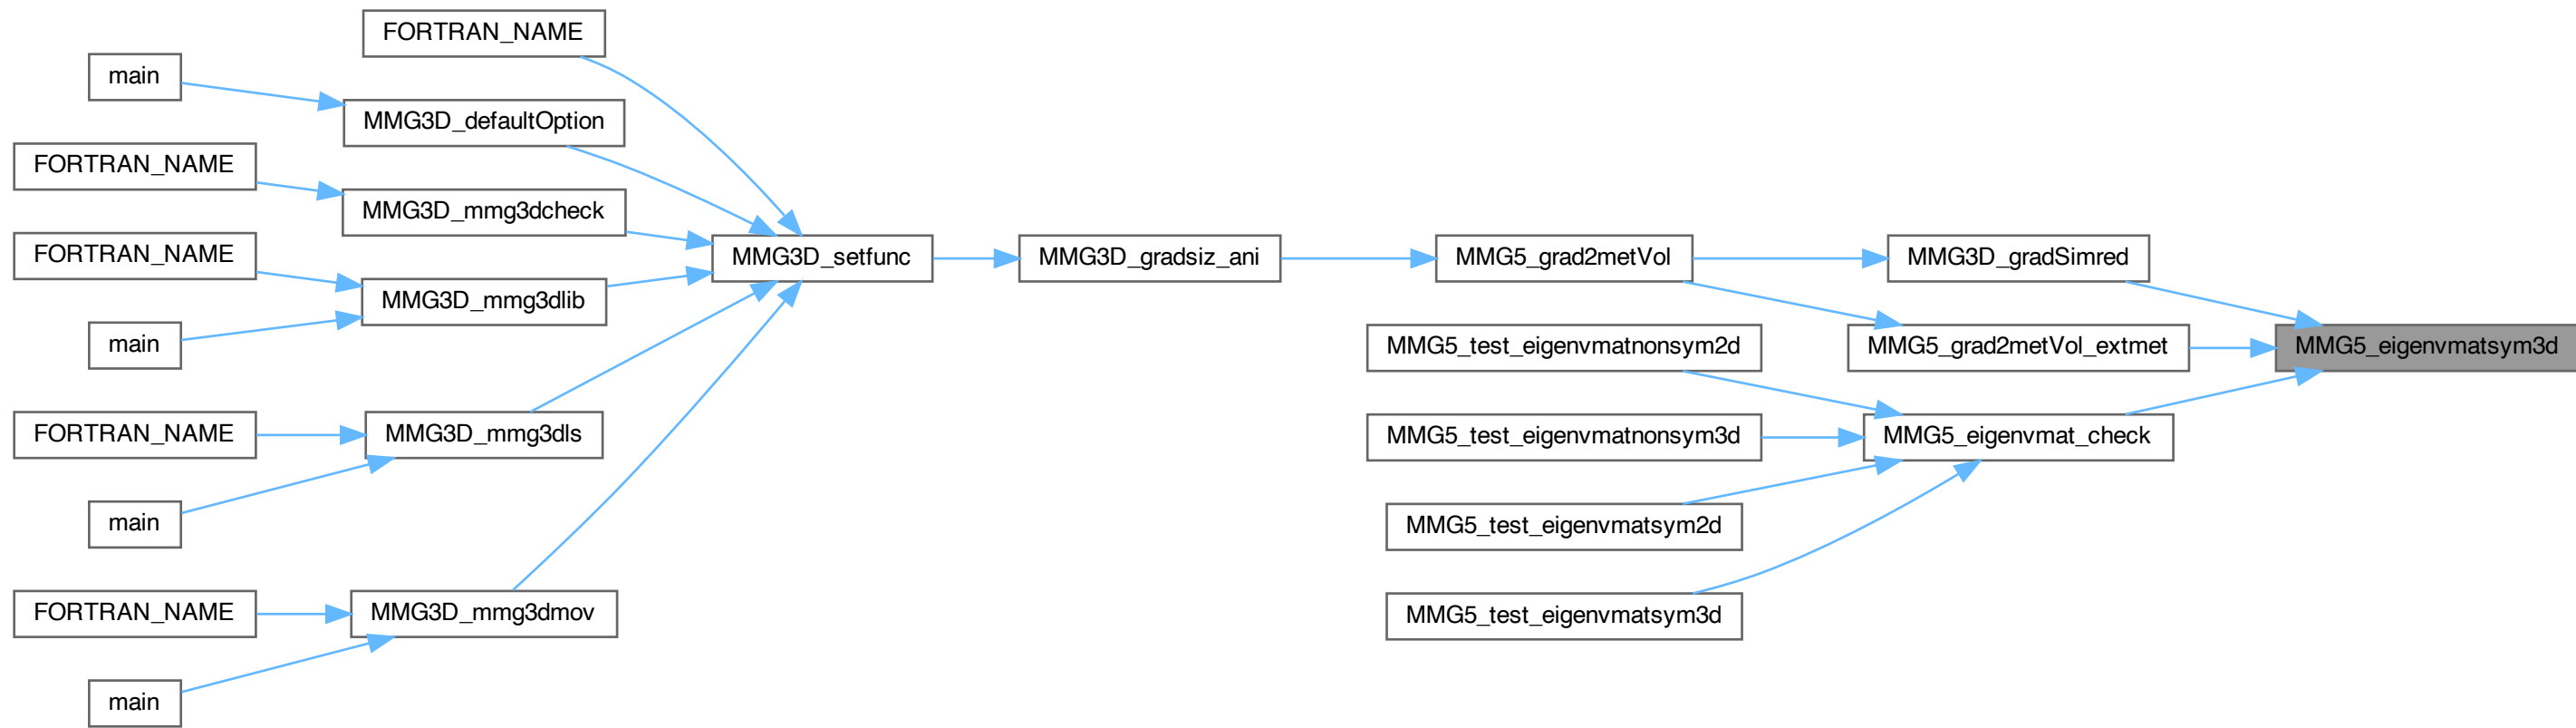 FORTRAN_NAME
main
MMG3D_defaultOption
FORTRAN_NAME
MMG3D_mmg3dcheck
FORTRAN_NAME
MMG3D_setfunc
MMG3D_gradsiz_ani
MMG5_grad2metVol
MMG3D_gradSimred
MMG3D_mmg3dlib
main
MMG5_test_eigenvmatnonsym2d
MMG5_grad2metVol_extmet
MMG5_eigenvmatsym3d
FORTRAN_NAME
MMG3D_mmg3dls
MMG5_test_eigenvmatnonsym3d
MMG5_eigenvmat_check
main
MMG5_test_eigenvmatsym2d
FORTRAN_NAME
MMG3D_mmg3dmov
MMG5_test_eigenvmatsym3d
main